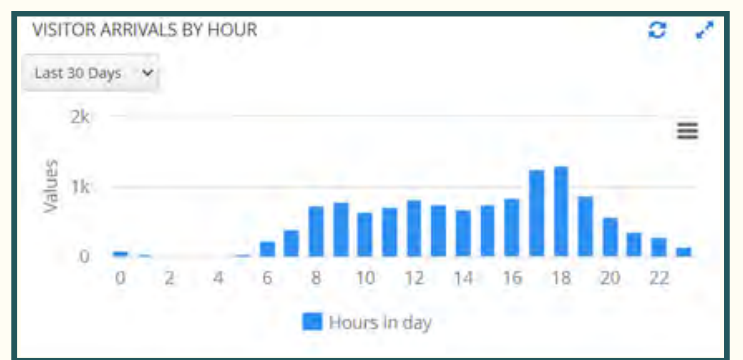 VISITOR ARRIVALS BY HOUR
Last 30 Days
2k
1k
0
Values
0 2 4 6 8 10 12 14 16 18 20 22
Hours in day